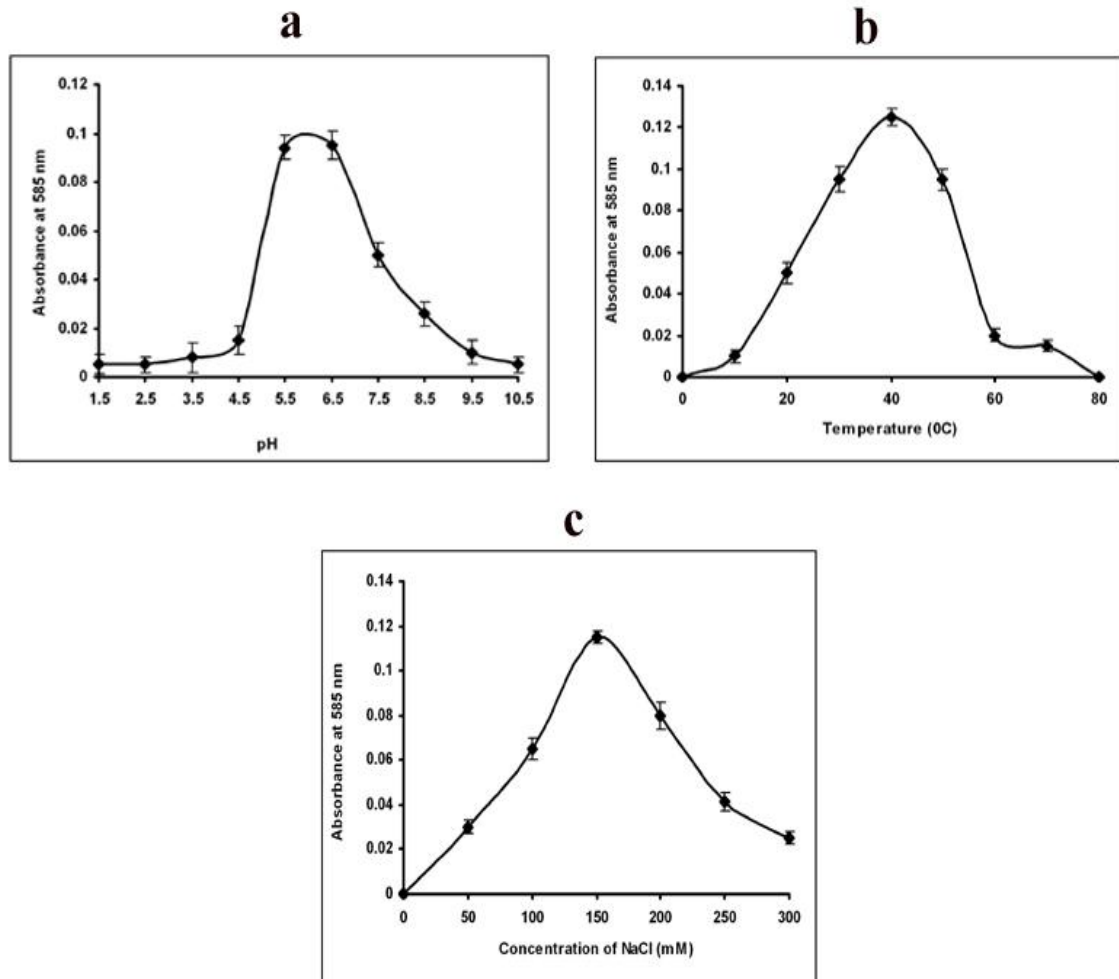 a
b
0.12
0.1
0.08
0.06
0.04
0.02
0
Absorbance at 585 nm
1.5 2.5 3.5 4.5 5.5 6.5 7.5 8.5 9.5 10.5
pH
0.14
0.12
0.1
0.08
0.06
0.04
0.02
0
Absorbance at 585 nm
0 20 40 60 80
Temperature (0C)
c
0.14
0.12
0.1
0.08
0.06
0.04
0.02
0
Absorbance at 585 nm
0 50 100 150 200 250 300
Concentration of NaCl (mM)